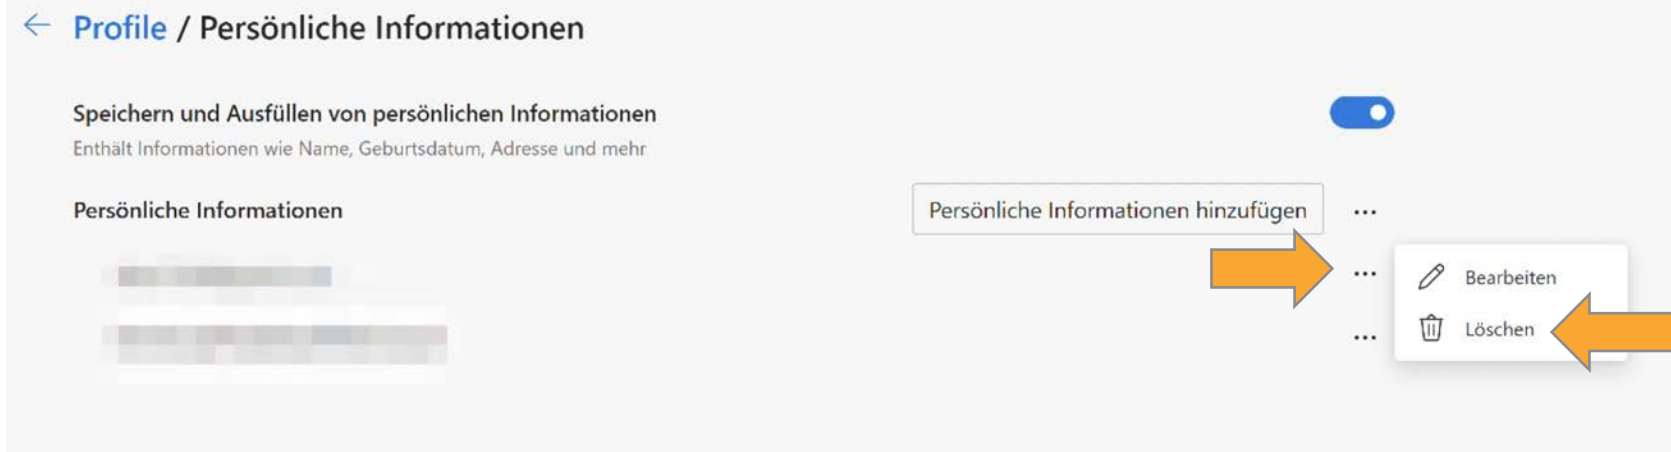 Profile / Persönliche Informationen
Speichern und Ausfüllen von persönlichen Informationen
Enthält Informationen wie Name, Geburtsdatum, Adresse und mehr
Persönliche Informationen
Persönliche Informationen hinzufügen
Bearbeiten
Löschen